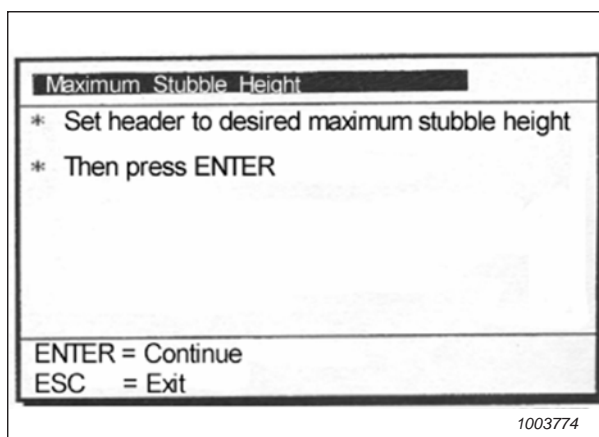 Maximum Stubble Height
* Set header to desired maximum stubble height
* Then press ENTER
ENTER = Continue
ESC = Exit
1003774